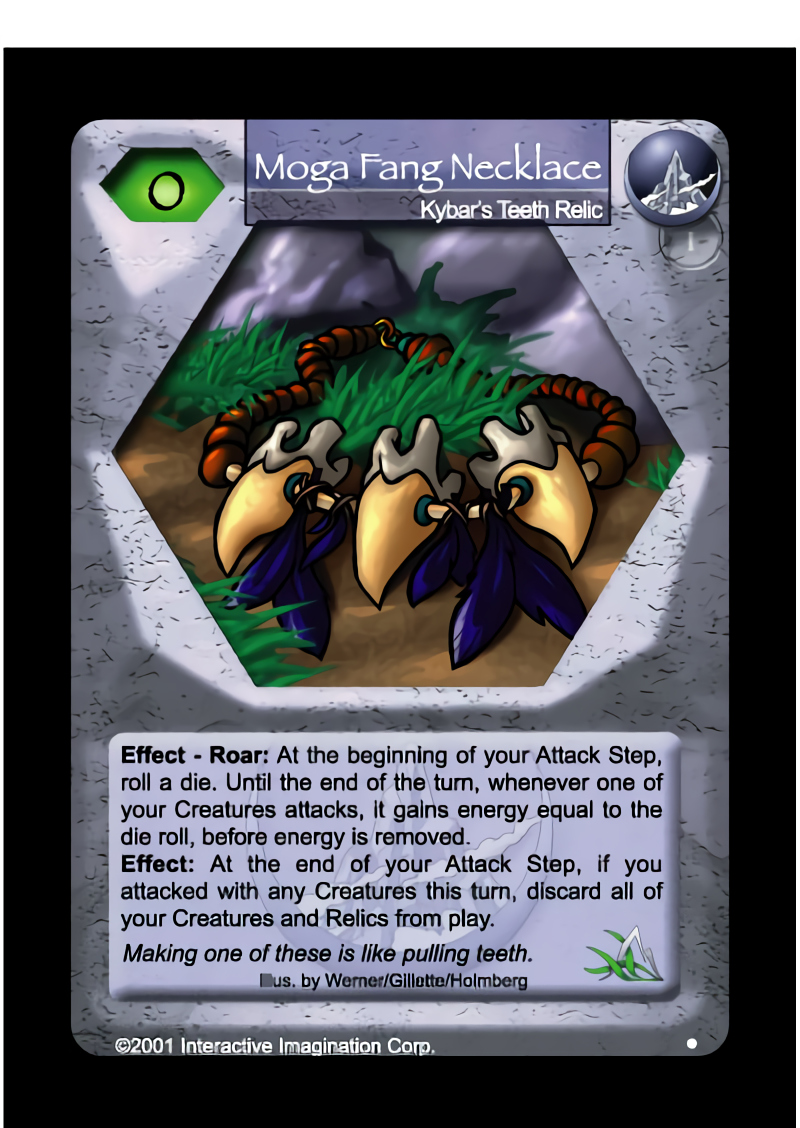 0
Moga Fang Necklace
Kybar's Teeth Relic
I
Effect - Roar: At the beginning of your Attack Step,
roll a die. Until the end of the turn, whenever one of
your Creatures attacks, it gains energy equal to the
die roll, before energy is removed.
Effect: At the end of your Attack Step, if you
attacked with any Creatures this turn, discard all of
your Creatures and Relics from play.
Making one of these is like pulling teeth.
Illus. by Werner/Gillette/Holmberg
©2001 Interactive Imagination Corp.